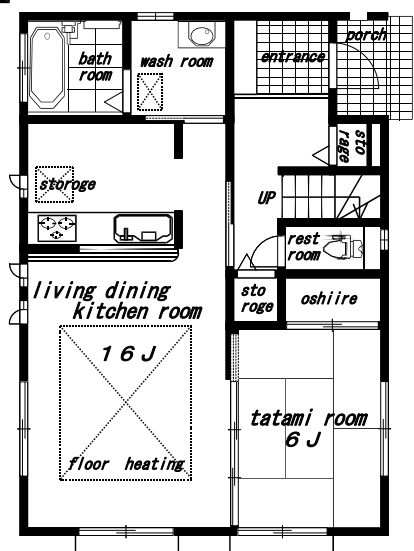 porch
bath
room
wash room
entrance
sto
rage
storoge
UP
rest
room
sto
roge
oshiire
living dining
kitchen room
16J
tatami room
6J
floor heating